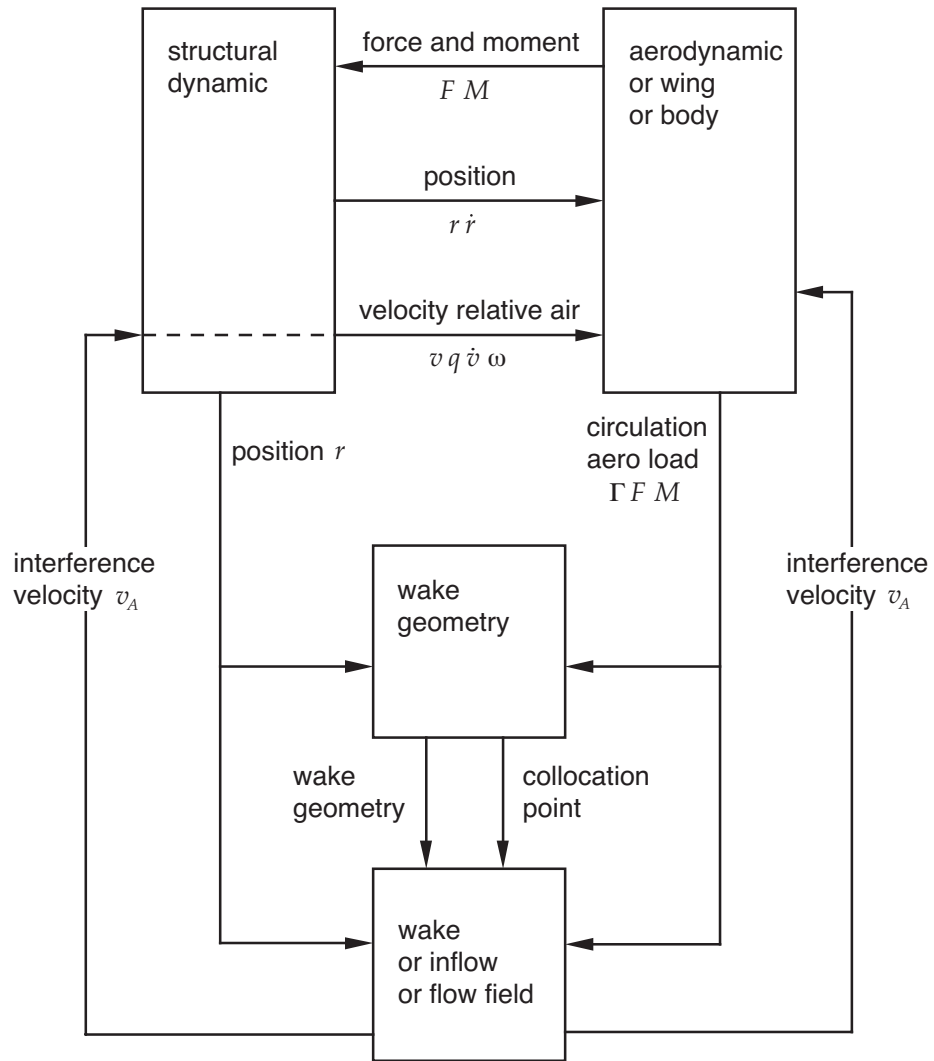 structural
dynamic
force and moment
F M
aerodynamic
or wing
or body
position
r ṙ
velocity relative air
v q v̇ ω
position r
circulation
aero load
Γ F M
interference
velocity v_A
wake
geometry
interference
velocity v_A
wake
geometry
collocation
point
wake
or inflow
or flow field